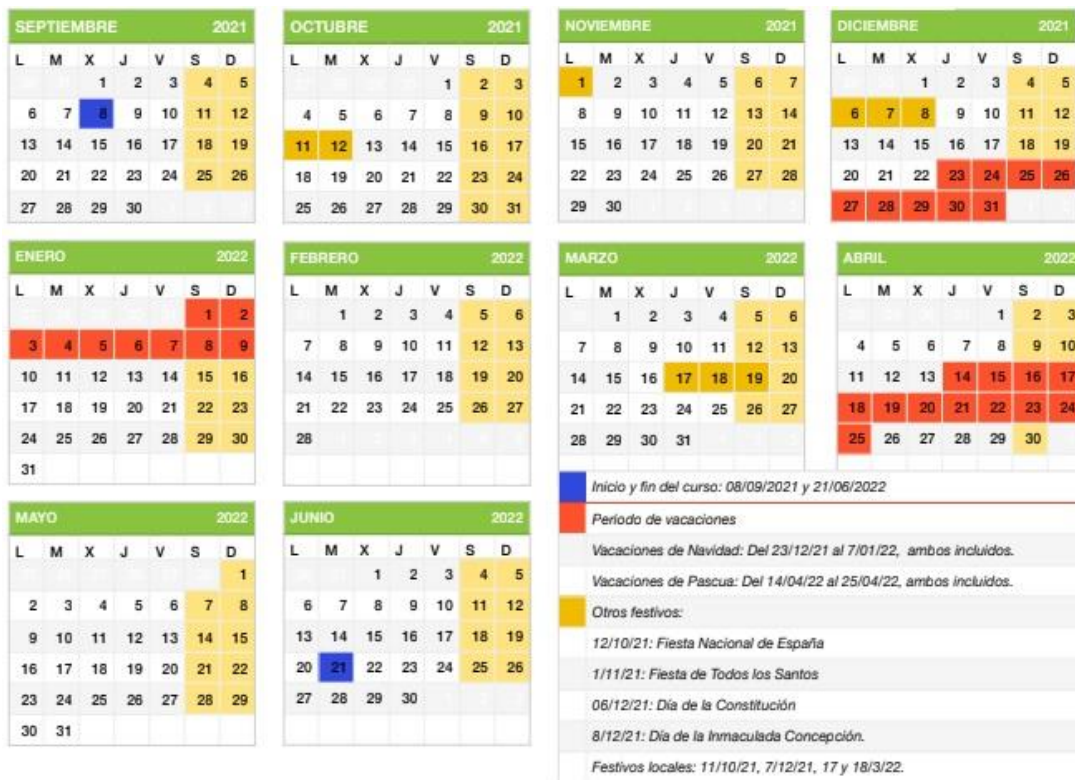 SEPTIEMBRE 2021
L M X J V S D
1 2 3 4 5
6 7 8 9 10 11 12
13 14 15 16 17 18 19
20 21 22 23 24 25 26
27 28 29 30
OCTUBRE 2021
L M X J V S D
1 2 3
4 5 6 7 8 9 10
11 12 13 14 15 16 17
18 19 20 21 22 23 24
25 26 27 28 29 30 31
NOVIEMBRE 2021
L M X J V S D
1 2 3 4 5 6 7
8 9 10 11 12 13 14
15 16 17 18 19 20 21
22 23 24 25 26 27 28
29 30
DICIEMBRE 2021
L M X J V S D
1 2 3 4 5
6 7 8 9 10 11 12
13 14 15 16 17 18 19
20 21 22 23 24 25 26
27 28 29 30 31
ENERO 2022
L M X J V S D
1 2
3 4 5 6 7 8 9
10 11 12 13 14 15 16
17 18 19 20 21 22 23
24 25 26 27 28 29 30
31
FEBRERO 2022
L M X J V S D
1 2 3 4 5 6
7 8 9 10 11 12 13
14 15 16 17 18 19 20
21 22 23 24 25 26 27
28
MARZO 2022
L M X J V S D
1 2 3 4 5 6
7 8 9 10 11 12 13
14 15 16 17 18 19 20
21 22 23 24 25 26 27
28 29 30 31
ABRIL 2022
L M X J V S D
1 2 3
4 5 6 7 8 9 10
11 12 13 14 15 16 17
18 19 20 21 22 23 24
25 26 27 28 29 30
MAYO 2022
L M X J V S D
1
2 3 4 5 6 7 8
9 10 11 12 13 14 15
16 17 18 19 20 21 22
23 24 25 26 27 28 29
30 31
JUNIO 2022
L M X J V S D
1 2 3 4 5
6 7 8 9 10 11 12
13 14 15 16 17 18 19
20 21 22 23 24 25 26
27 28 29 30
Inicio y fin del curso: 08/09/2021 y 21/06/2022
Período de vacaciones
Vacaciones de Navidad: Del 23/12/21 al 7/01/22, ambos incluidos.
Vacaciones de Pascua: Del 14/04/22 al 25/04/22, ambos incluidos.
Otros festivos:
12/10/21: Fiesta Nacional de España
1/11/21: Fiesta de Todos los Santos
06/12/21: Día de la Constitución
8/12/21: Día de la Inmaculada Concepción.
Festivos locales: 11/10/21, 7/12/21, 17 y 18/3/22.